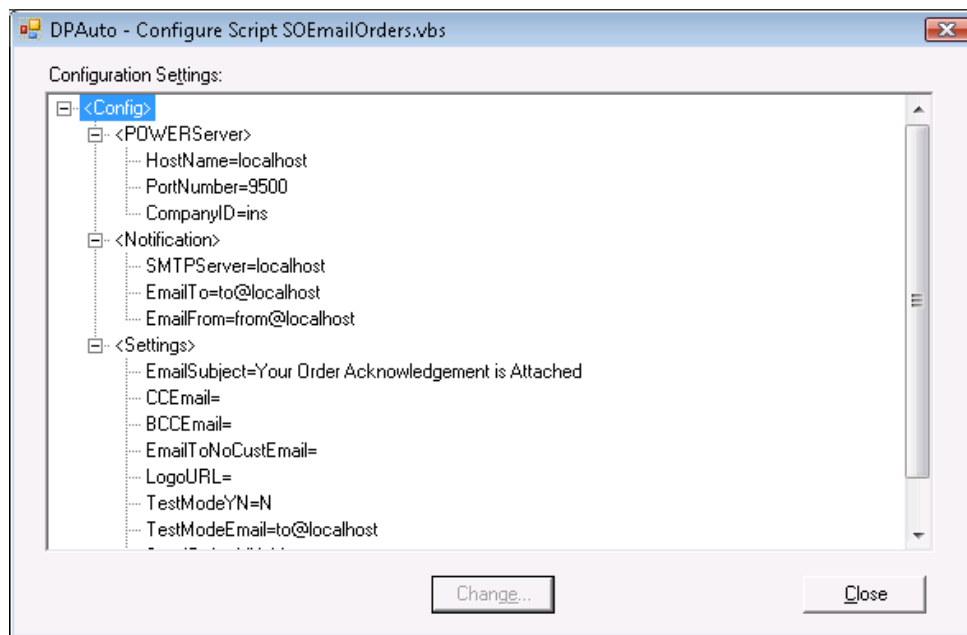 DPAuto - Configure Script SOEmailOrders.vbs
Configuration Settings:
<Config>
<POWERServer>
HostName=localhost
PortNumber=9500
CompanyID=ins
<Notification>
SMTPServer=localhost
EmailTo=to@localhost
EmailFrom=from@localhost
<Settings>
EmailSubject=Your Order Acknowledgement is Attached
CCEmail=
BCCEmail=
EmailToNoCustEmail=
LogoURL=
TestModeYN=N
TestModeEmail=to@localhost
Change...
Close